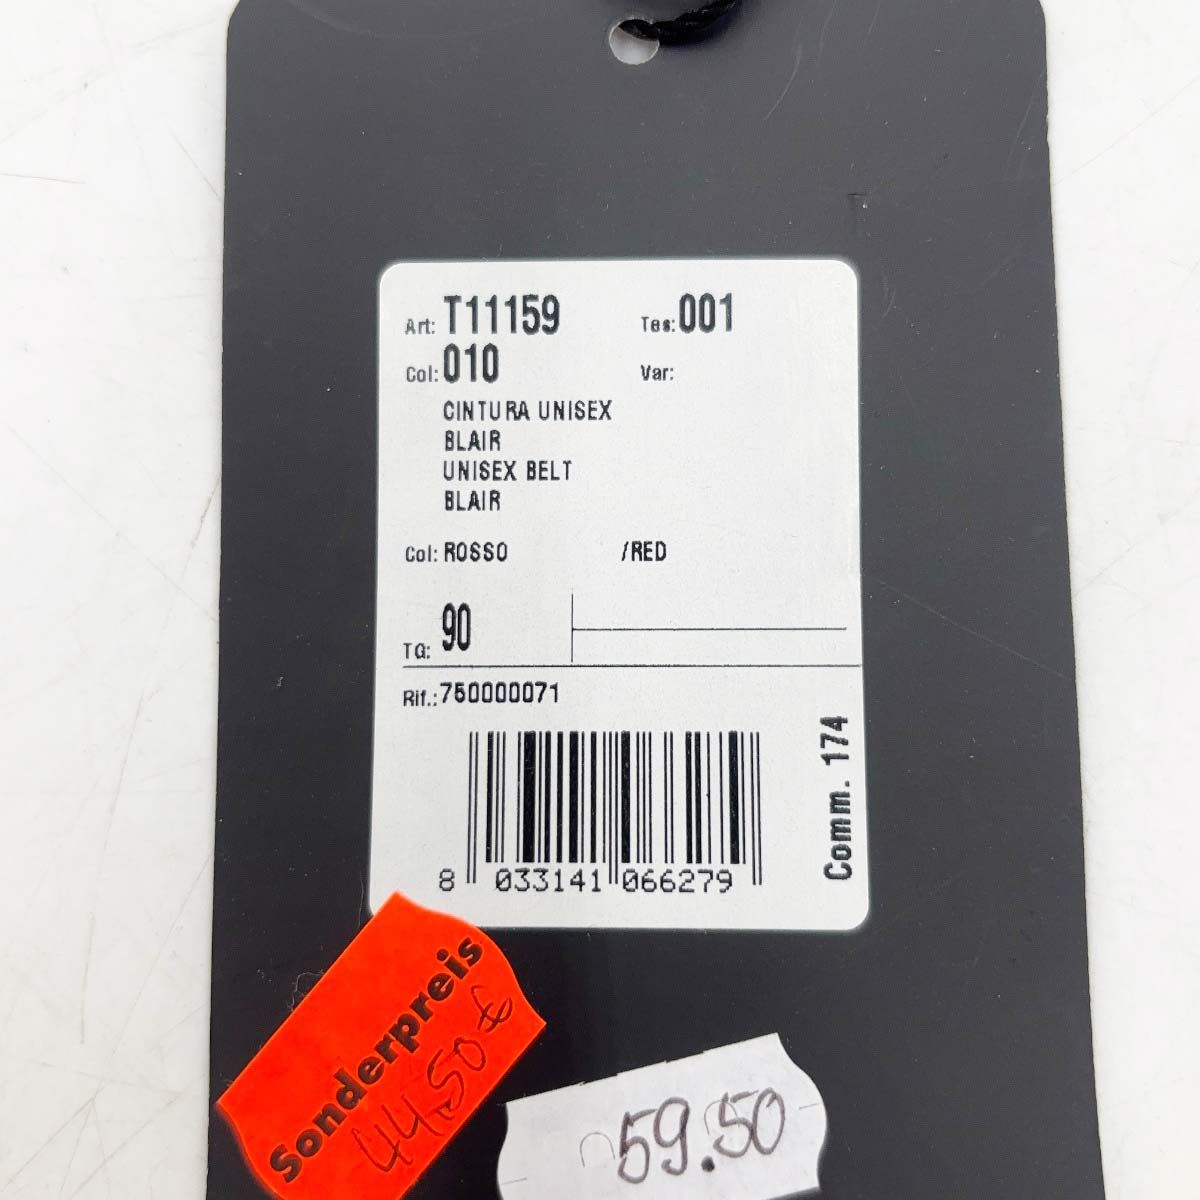 Art: T11159 Tes: 001
Col: 010 Var:
CINTURA UNISEX
BLAIR
UNISEX BELT
BLAIR
Col: ROSSO /RED
TG: 90
Rif.: 750000071
Comm. 174
8 033141 066279
Sonderpreis
44.50 €
59.50